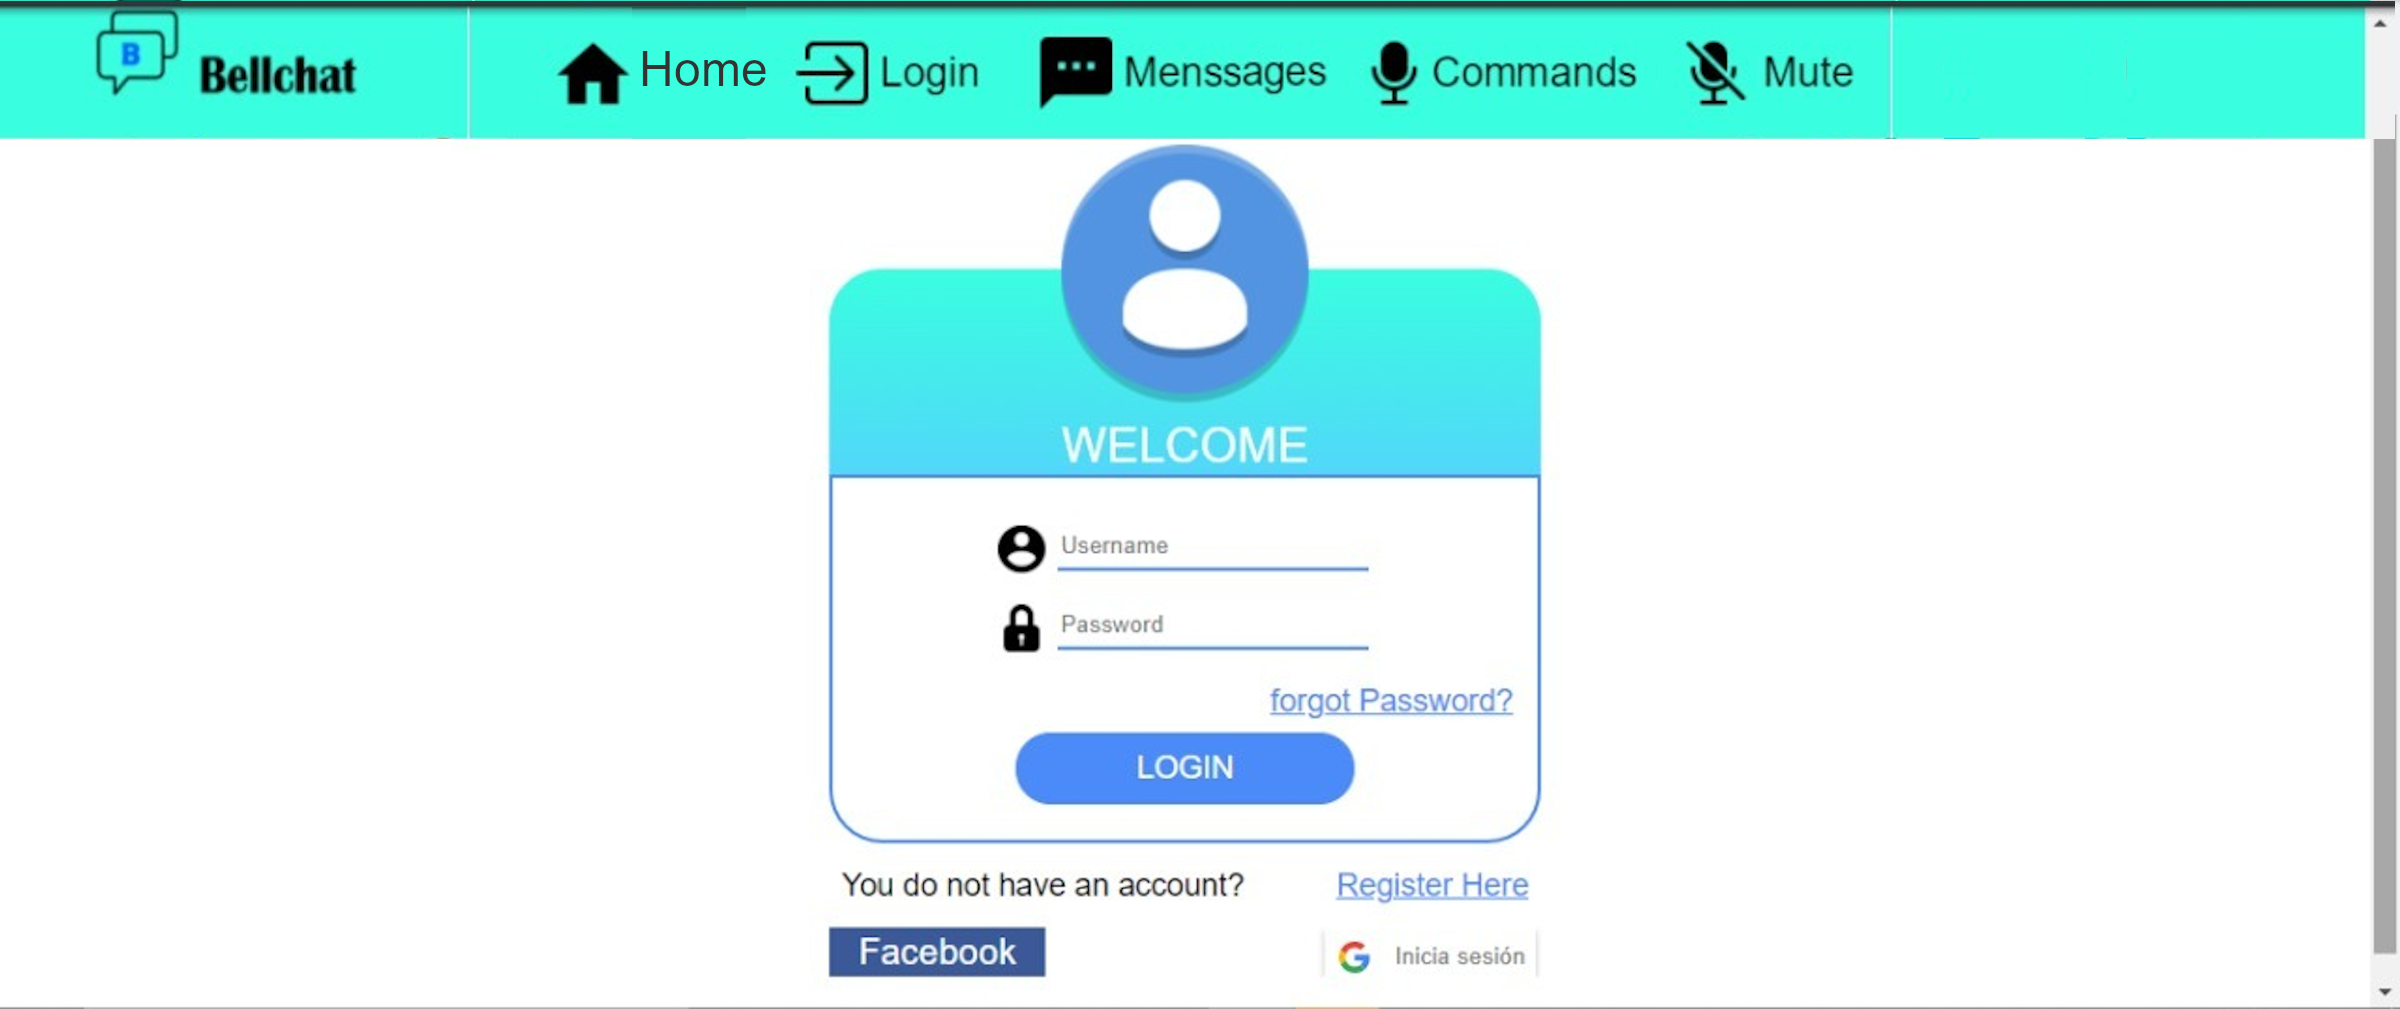 B Bellchat Home Login Menssages Commands Mute
WELCOME
Username
Password
forgot Password?
LOGIN
You do not have an account? Register Here
Facebook Inicia sesión